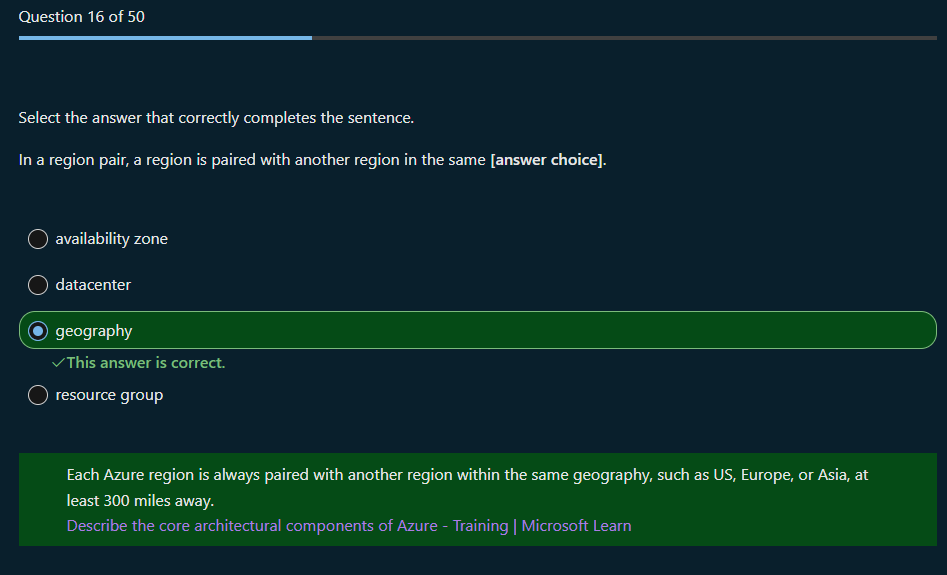 Question 16 of 50
Select the answer that correctly completes the sentence.
In a region pair, a region is paired with another region in the same [answer choice].
availability zone
datacenter
geography
✓This answer is correct.
resource group
Each Azure region is always paired with another region within the same geography, such as US, Europe, or Asia, at
least 300 miles away.
Describe the core architectural components of Azure - Training | Microsoft Learn